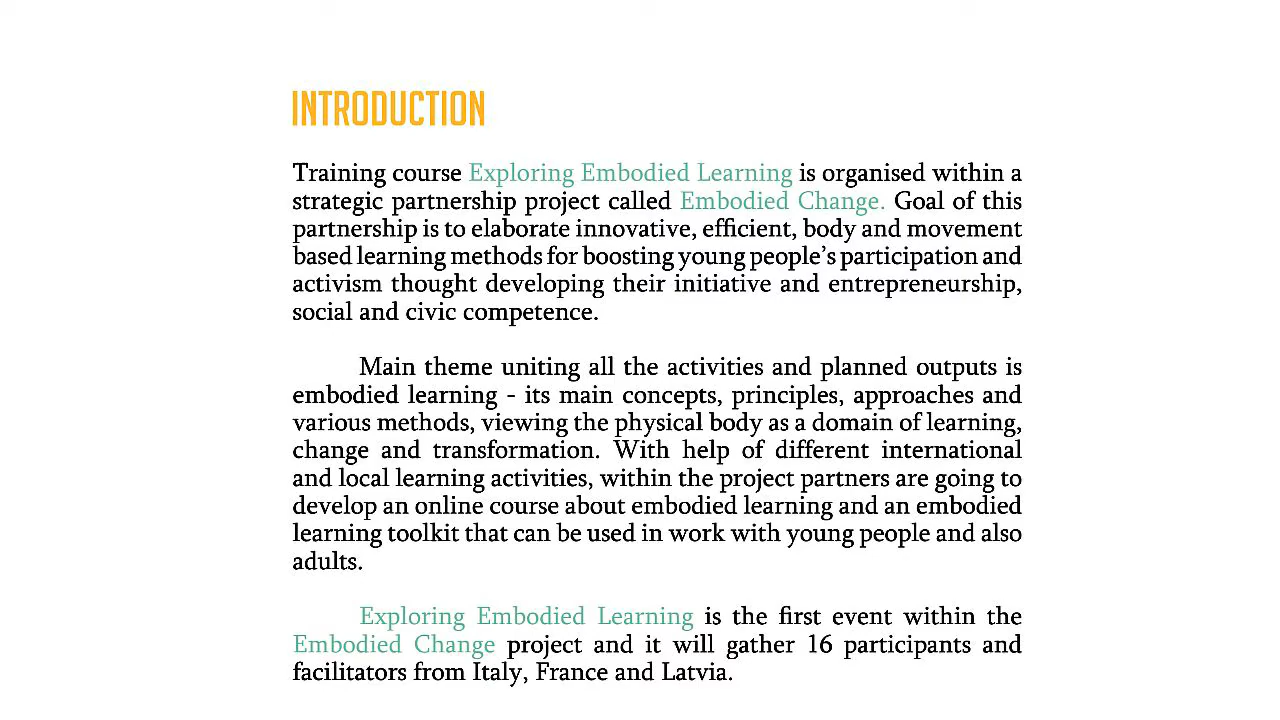 INTRODUCTION
Training course Exploring Embodied Learning is organised within a
strategic partnership project called Embodied Change. Goal of this
partnership is to elaborate innovative, efficient, body and movement
based learning methods for boosting young people’s participation and
activism thought developing their initiative and entrepreneurship,
social and civic competence.
Main theme uniting all the activities and planned outputs is
embodied learning - its main concepts, principles, approaches and
various methods, viewing the physical body as a domain of learning,
change and transformation. With help of different international
and local learning activities, within the project partners are going to
develop an online course about embodied learning and an embodied
learning toolkit that can be used in work with young people and also
adults.
Exploring Embodied Learning is the first event within the
Embodied Change project and it will gather 16 participants and
facilitators from Italy, France and Latvia.